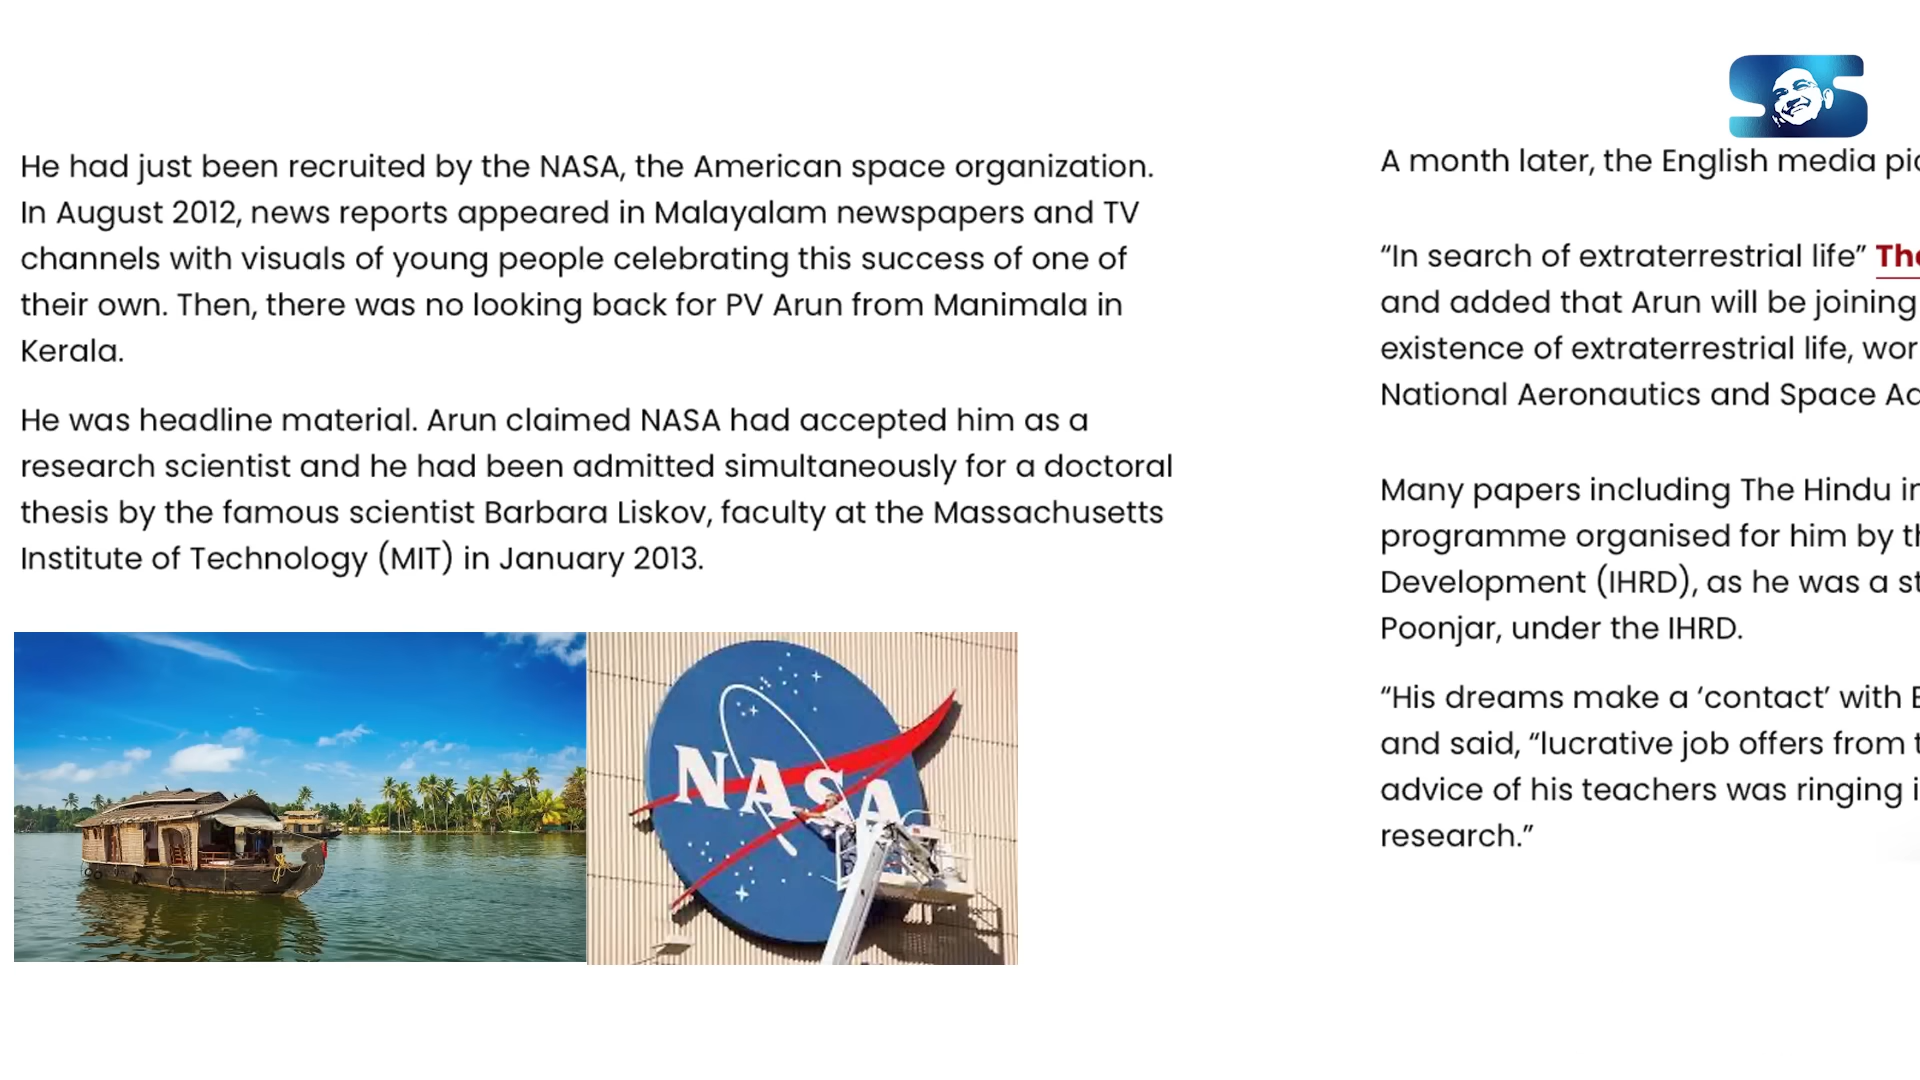 He had just been recruited by the NASA, the American space organization.
In August 2012, news reports appeared in Malayalam newspapers and TV
channels with visuals of young people celebrating this success of one of
their own. Then, there was no looking back for PV Arun from Manimala in
Kerala.
He was headline material. Arun claimed NASA had accepted him as a
research scientist and he had been admitted simultaneously for a doctoral
thesis by the famous scientist Barbara Liskov, faculty at the Massachusetts
Institute of Technology (MIT) in January 2013.
NASA
SS
A month later, the English media
“In search of extraterrestrial life”
and added that Arun will be joining
existence of extraterrestrial life,
National Aeronautics and Space
Many papers including The Hindu
programme organised for him by
Development (IHRD), as he was a
Poonjar, under the IHRD.
“His dreams make a ‘contact’ with
and said, “lucrative job offers from
advice of his teachers was ringing
research.”